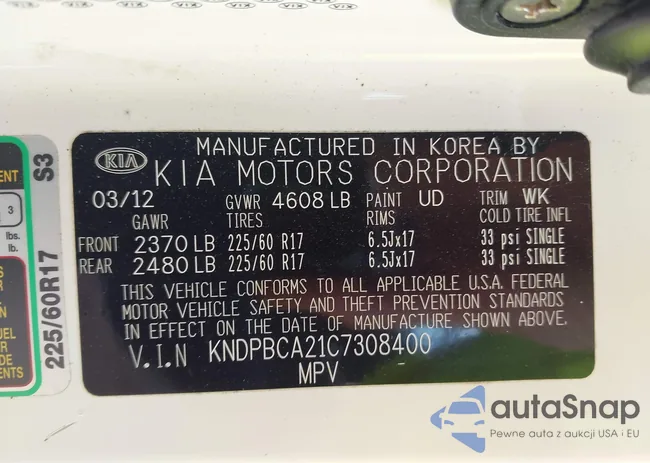 MANUFACTURED IN KOREA BY
KIA KIA MOTORS CORPORATION
03/12 GVWR 4608 LB PAINT UD TRIM WK
GAWR TIRES RIMS COLD TIRE INFL
FRONT 2370 LB 225/60 R17 6.5Jx17 33 psi SINGLE
REAR 2480 LB 225/60 R17 6.5Jx17 33 psi SINGLE
THIS VEHICLE CONFORMS TO ALL APPLICABLE U.S.A. FEDERAL
MOTOR VEHICLE SAFETY AND THEFT PREVENTION STANDARDS
IN EFFECT ON THE DATE OF MANUFACTURE SHOWN ABOVE.
V.I.N KNDPBCA21C7308400
MPV
225/60R17 S3
3
lbs.
lb.
autaSnap
Pewne auta z aukcji USA i EU